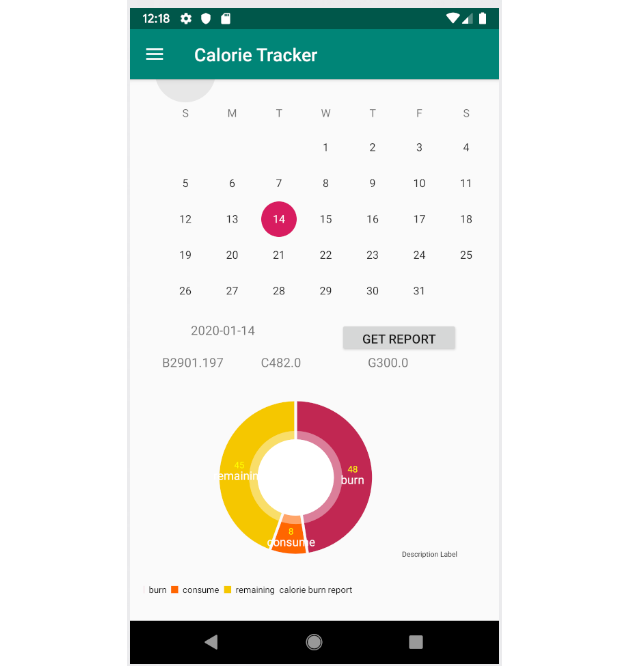 12:18
Calorie Tracker
S M T W T F S
1 2 3 4
5 6 7 8 9 10 11
12 13 14 15 16 17 18
19 20 21 22 23 24 25
26 27 28 29 30 31
2020-01-14
GET REPORT
B2901.197 C482.0 G300.0
45
emaining
48
burn
8
consume
Description Label
burn consume remaining calorie burn report